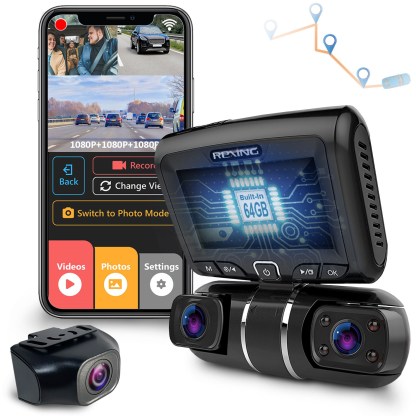 1080P+1080P+1080P
Back
Record
Change View
Switch to Photo Mode
Videos
Photos
Settings
REXING
Built-in
64GB
M
OK